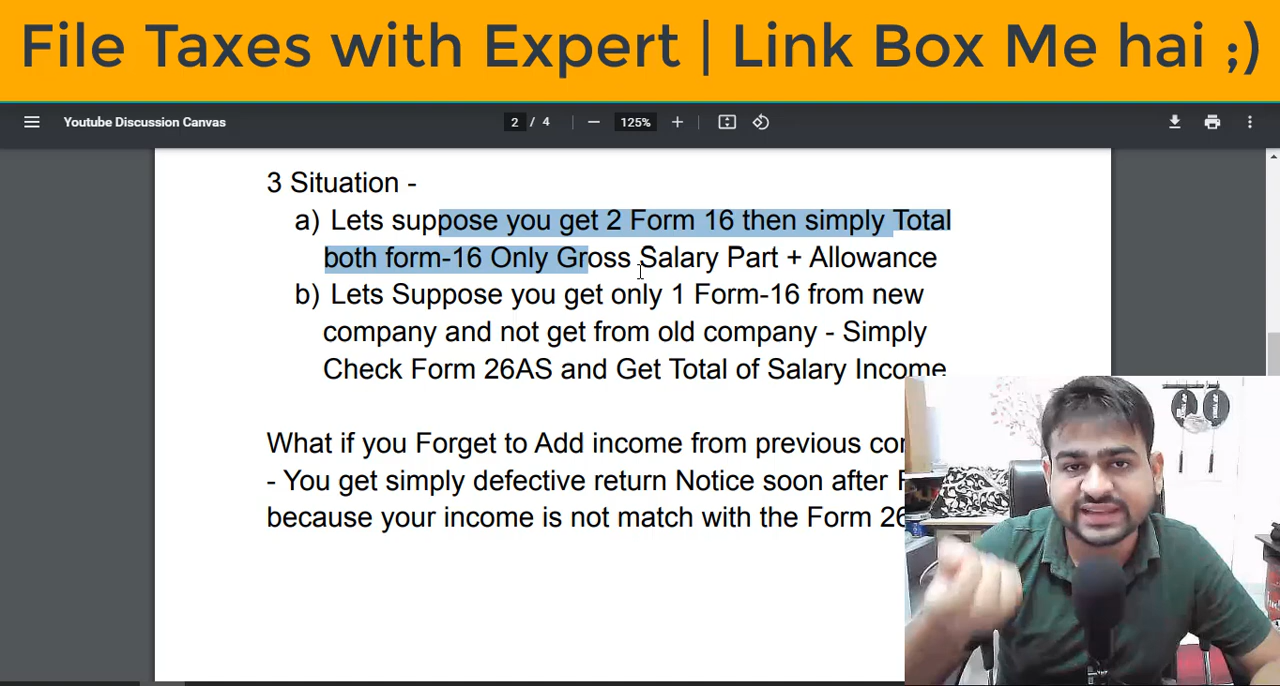 File Taxes with Expert | Link Box Me hai ;)
Youtube Discussion Canvas
2 / 4
125%
3 Situation -
a) Lets suppose you get 2 Form 16 then simply Total
both form-16 Only Gross Salary Part + Allowance
b) Lets Suppose you get only 1 Form-16 from new
company and not get from old company - Simply
Check Form 26AS and Get Total of Salary Income
What if you Forget to Add income from previous
- You get simply defective return Notice soon after
because your income is not match with the Form